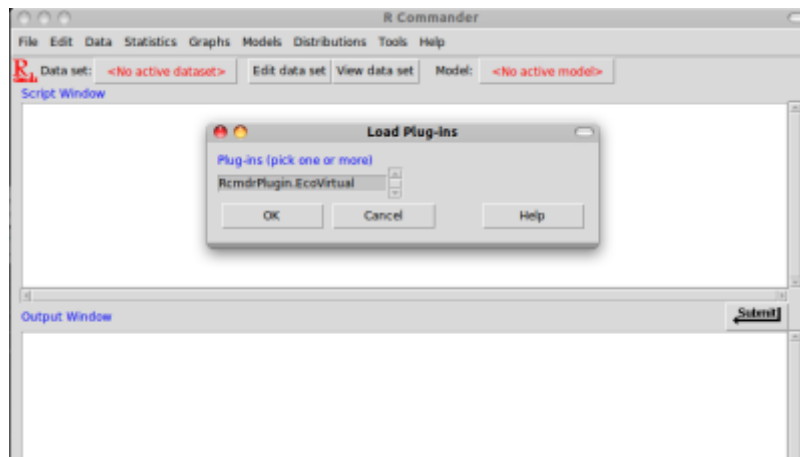 R Commander
File Edit Data Statistics Graphs Models Distributions Tools Help
R Data set: <No active dataset> Edit data set View data set Model: <No active model>
Script Window
Load Plug-ins
Plug-ins (pick one or more)
RcmdrPlugin.EcoVirtual
OK Cancel Help
Output Window Submit